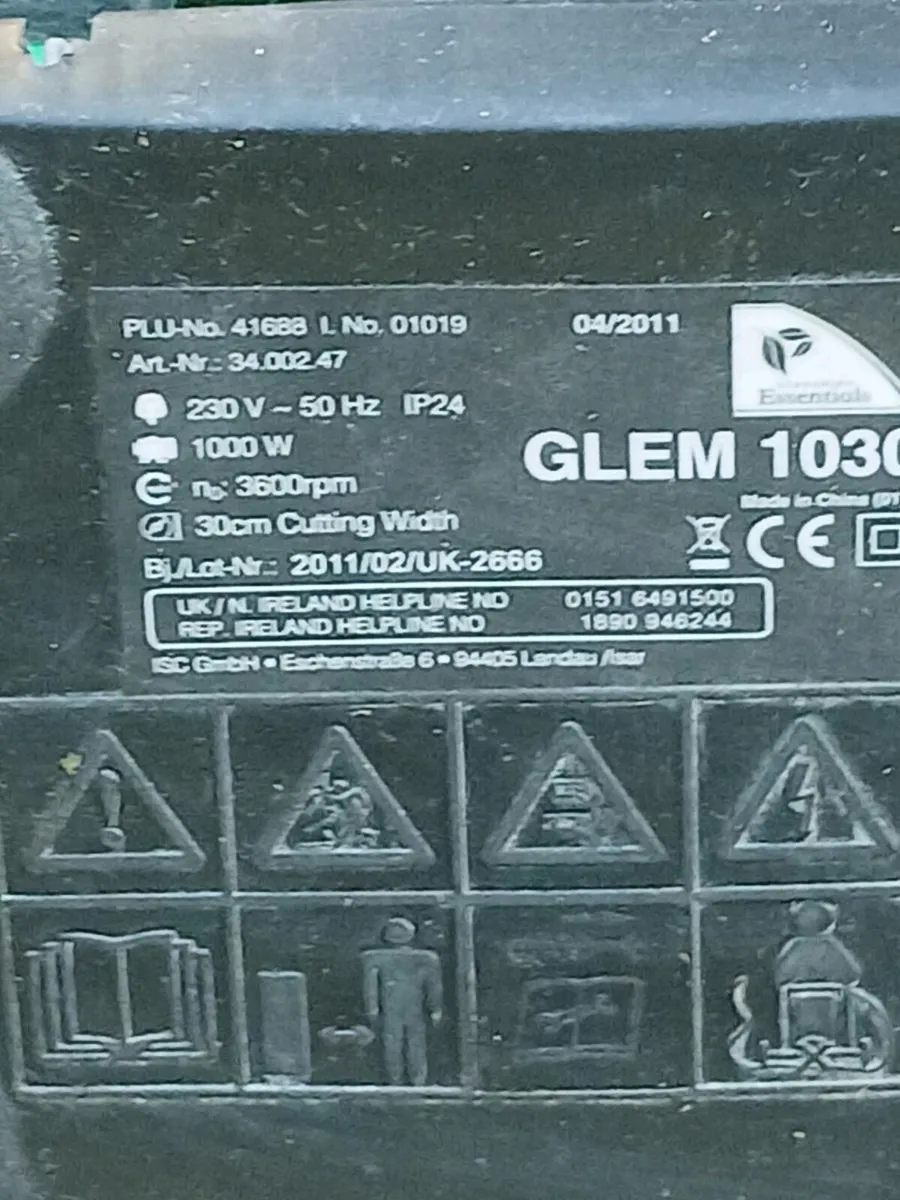 PLU-No. 41688 I. No. 01019 04/2011
Art.-Nr.: 34.002.47
230 V ~ 50 Hz IP24
Essentials
1000 W
GLEM 1030
n₀: 3600rpm
Made in China
30cm Cutting Width
CE
Bj./Lot-Nr.: 2011/02/UK-2666
UK / N. IRELAND HELPLINE NO 0151 6491500
REP. IRELAND HELPLINE NO 1890 946244
ISC GmbH • Eschenstraße 6 • 94405 Landau /Isar